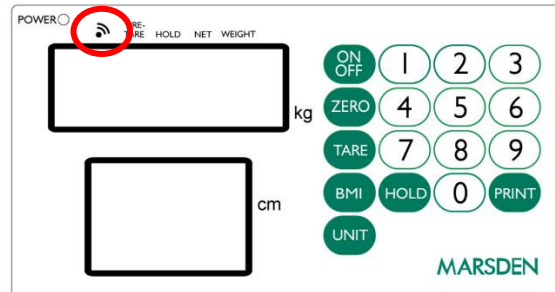 POWER
PRE-
TARE HOLD NET WEIGHT
kg
cm
ON
OFF
1 2 3
ZERO 4 5 6
TARE 7 8 9
BMI HOLD 0 PRINT
UNIT
MARSDEN